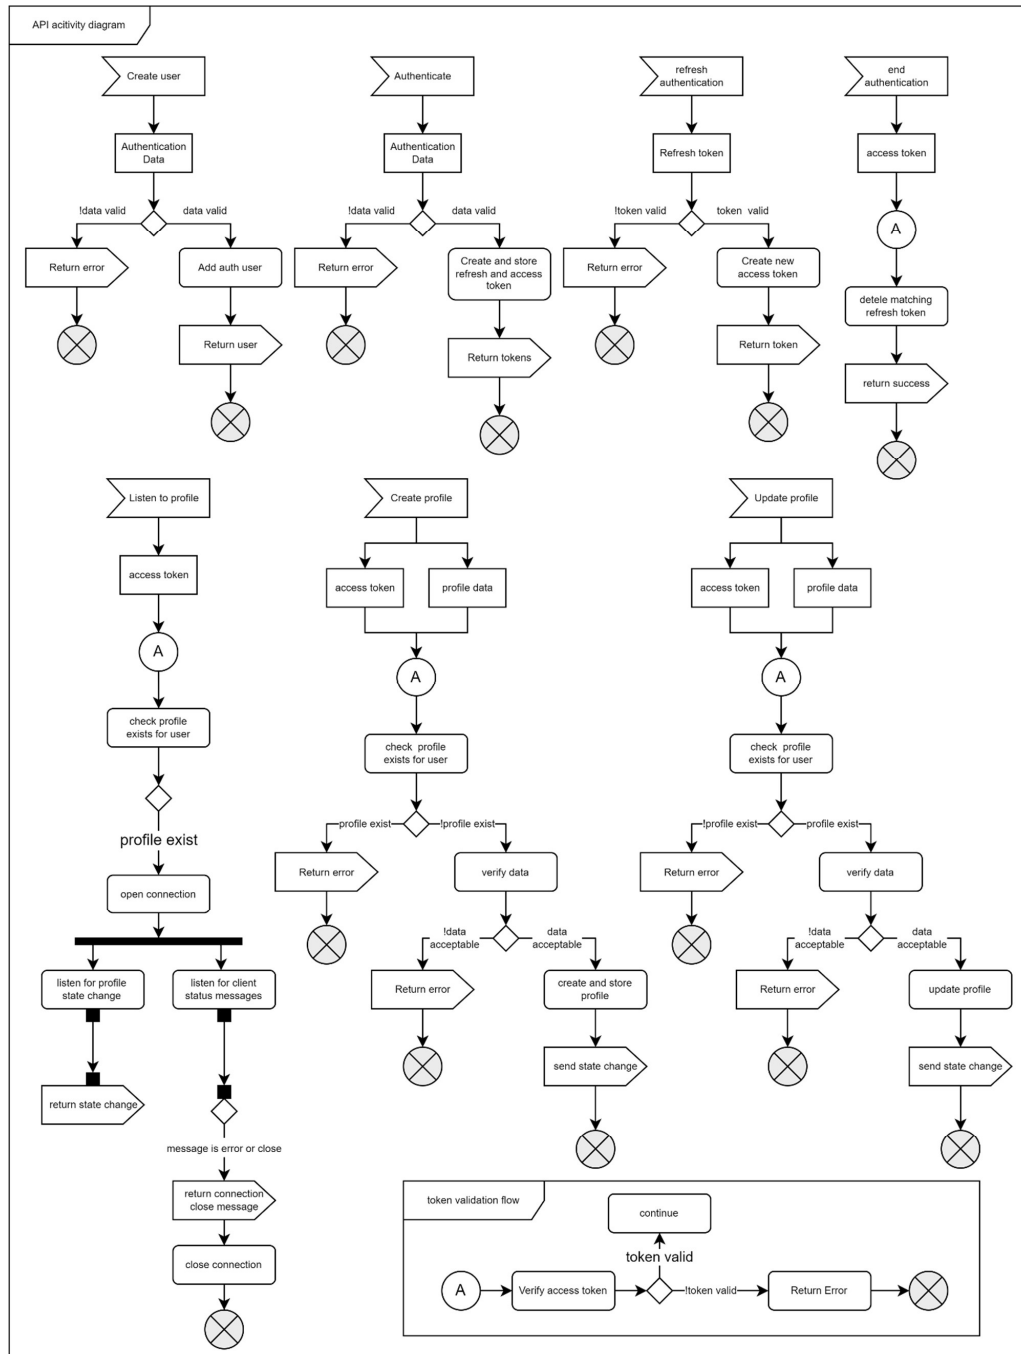 API acitivity diagram
Create user
Authentication
Data
!data valid
data valid
Return error
Add auth user
Return user
Authenticate
Authentication
Data
!data valid
data valid
Return error
Create and store
refresh and access
token
Return tokens
refresh
authentication
Refresh token
!token valid
token valid
Return error
Create new
access token
Return token
end
authentication
access token
A
detele matching
refresh token
return success
Listen to profile
access token
A
check profile
exists for user
profile exist
open connection
listen for profile
state change
listen for client
status messages
return state change
message is error or close
return connection
close message
close connection
Create profile
access token
profile data
A
check profile
exists for user
profile exist
!profile exist
Return error
verify data
!data
acceptable
data
acceptable
Return error
create and store
profile
send state change
Update profile
access token
profile data
A
check profile
exists for user
!profile exist
profile exist
Return error
verify data
!data
acceptable
data
acceptable
Return error
update profile
send state change
token validation flow
continue
token valid
A
Verify access token
!token valid
Return Error